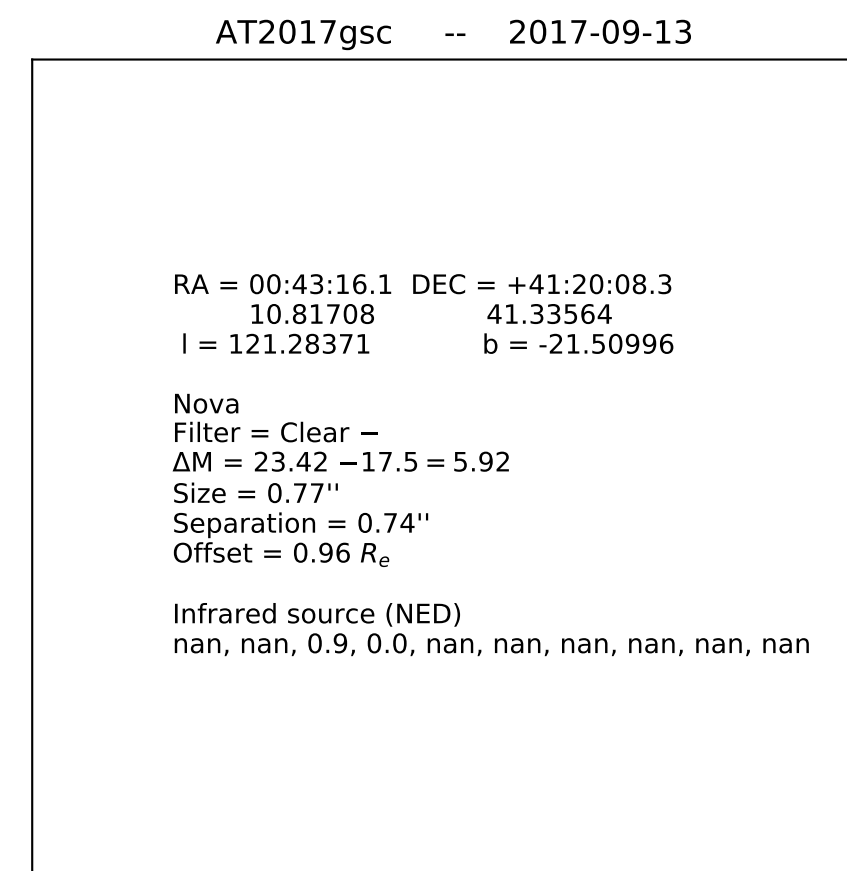 AT2017gsc -- 2017-09-13
RA = 00:43:16.1 DEC = +41:20:08.3
10.81708 41.33564
l = 121.28371 b = -21.50996
Nova
Filter = Clear −
ΔM = 23.42 −17.5 = 5.92
Size = 0.77''
Separation = 0.74''
Offset = 0.96 Rₑ
Infrared source (NED)
nan, nan, 0.9, 0.0, nan, nan, nan, nan, nan, nan